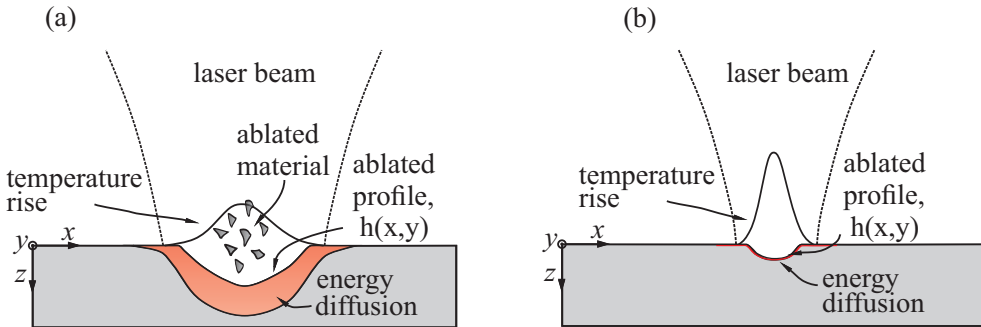 (a)
laser beam
ablated
material
ablated
profile,
h(x,y)
temperature
rise
y
x
z
energy
diffusion
(b)
laser beam
temperature
rise
ablated
profile,
h(x,y)
y
x
z
energy
diffusion